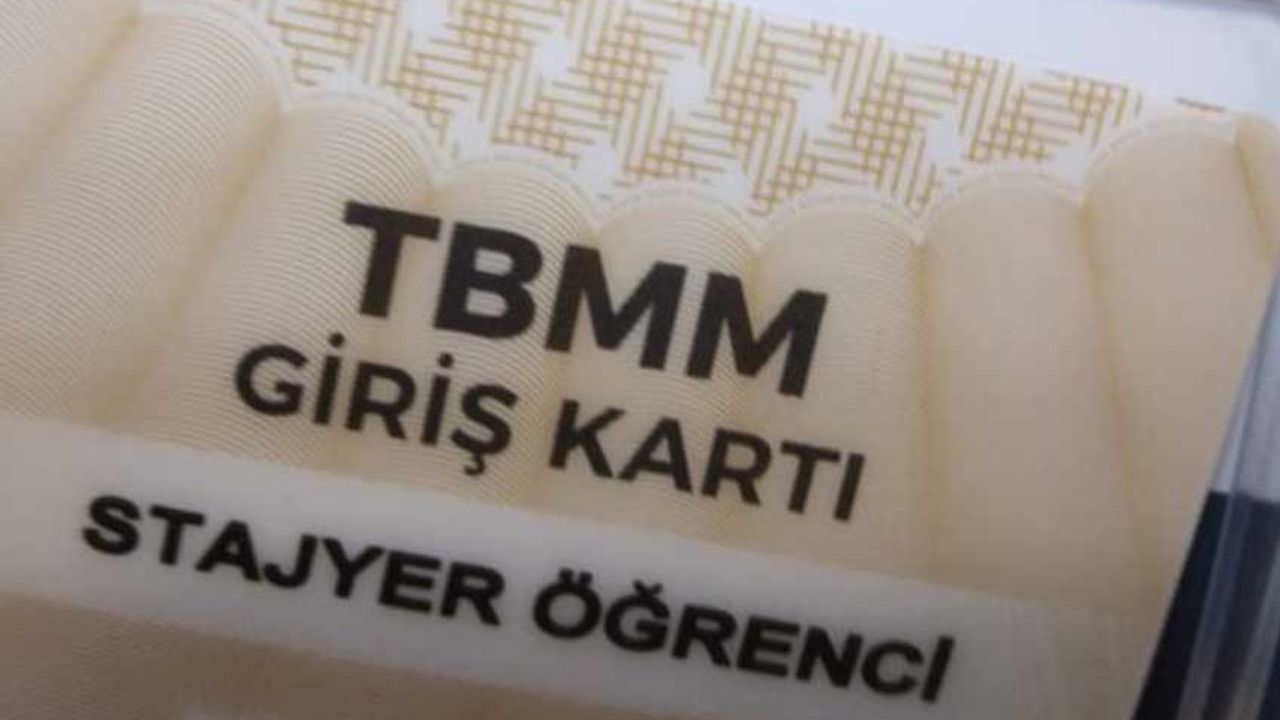 TBMM
GİRİŞ KARTI
STAJYER ÖĞRENCİ